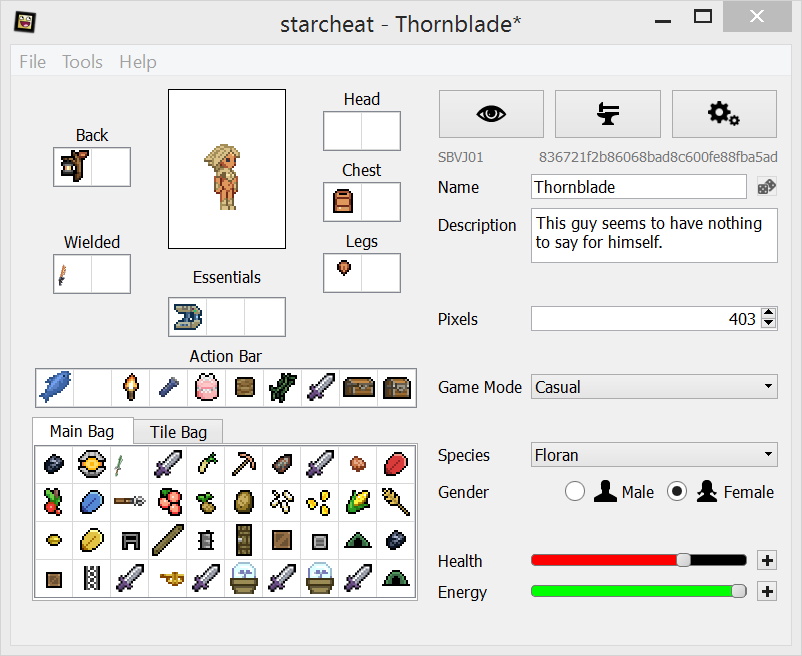 starcheat - Thornblade*
File Tools Help
Back
Head
Chest
Wielded
Legs
Essentials
Action Bar
Main Bag Tile Bag
SBVJ01 836721f2b86068bad8c600fe88fba5ad
Name Thornblade
Description This guy seems to have nothing
to say for himself.
Pixels 403
Game Mode Casual
Species Floran
Gender Male Female
Health
Energy